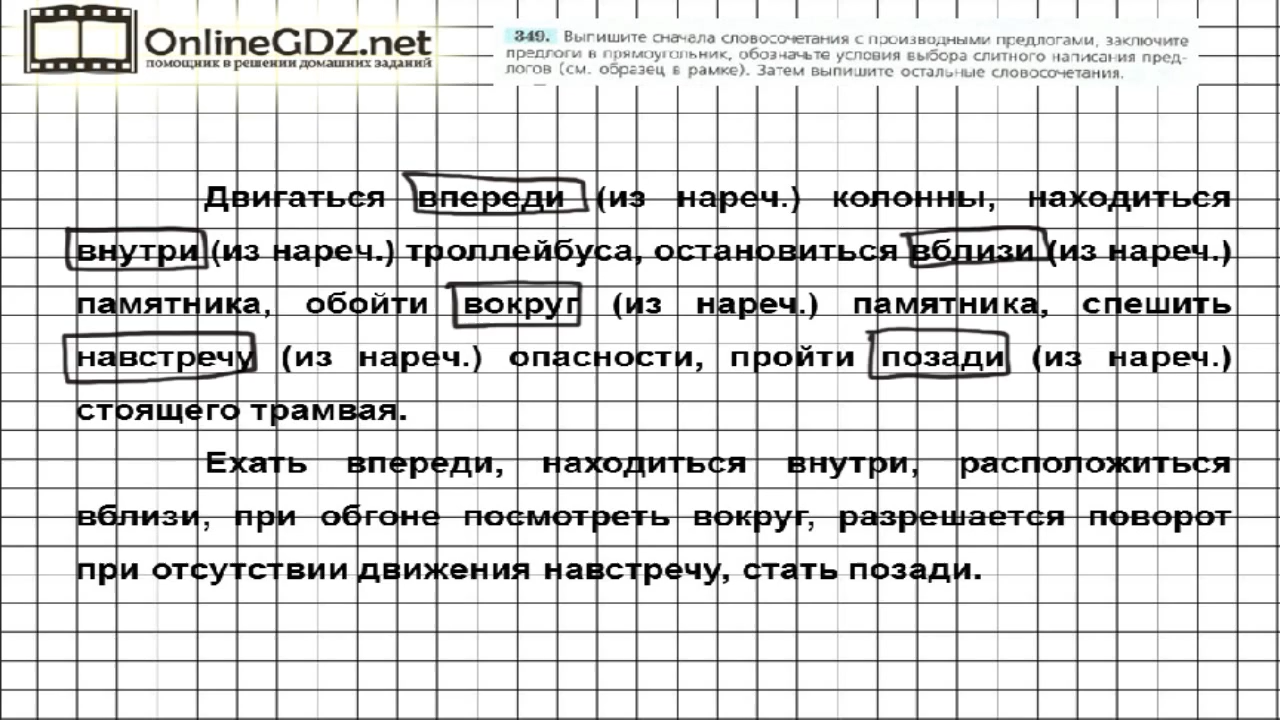 OnlineGDZ.net
помощник в решении домашних заданий
349. Выпишите сначала словосочетания с производными предлогами, заключите
предлоги в прямоугольник, обозначьте условия выбора слитного написания пред-
логов (см. образец в рамке). Затем выпишите остальные словосочетания.
Двигаться впереди (из нареч.) колонны, находиться
внутри (из нареч.) троллейбуса, остановиться вблизи (из нареч.)
памятника, обойти вокруг (из нареч.) памятника, спешить
навстречу (из нареч.) опасности, пройти позади (из нареч.)
стоящего трамвая.
Ехать впереди, находиться внутри, расположиться
вблизи, при обгоне посмотреть вокруг, разрешается поворот
при отсутствии движения навстречу, стать позади.